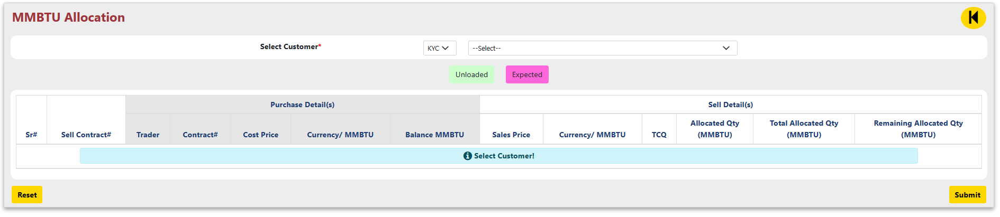 MMBTU Allocation
Select Customer*
KYC
--Select--
Unloaded
Expected
Purchase Detail(s)
Sell Detail(s)
Sr#
Sell Contract#
Trader
Contract#
Cost Price
Currency/ MMBTU
Balance MMBTU
Sales Price
Currency/ MMBTU
TCQ
Allocated Qty
(MMBTU)
Total Allocated Qty
(MMBTU)
Remaining Allocated Qty
(MMBTU)
Select Customer!
Reset
Submit